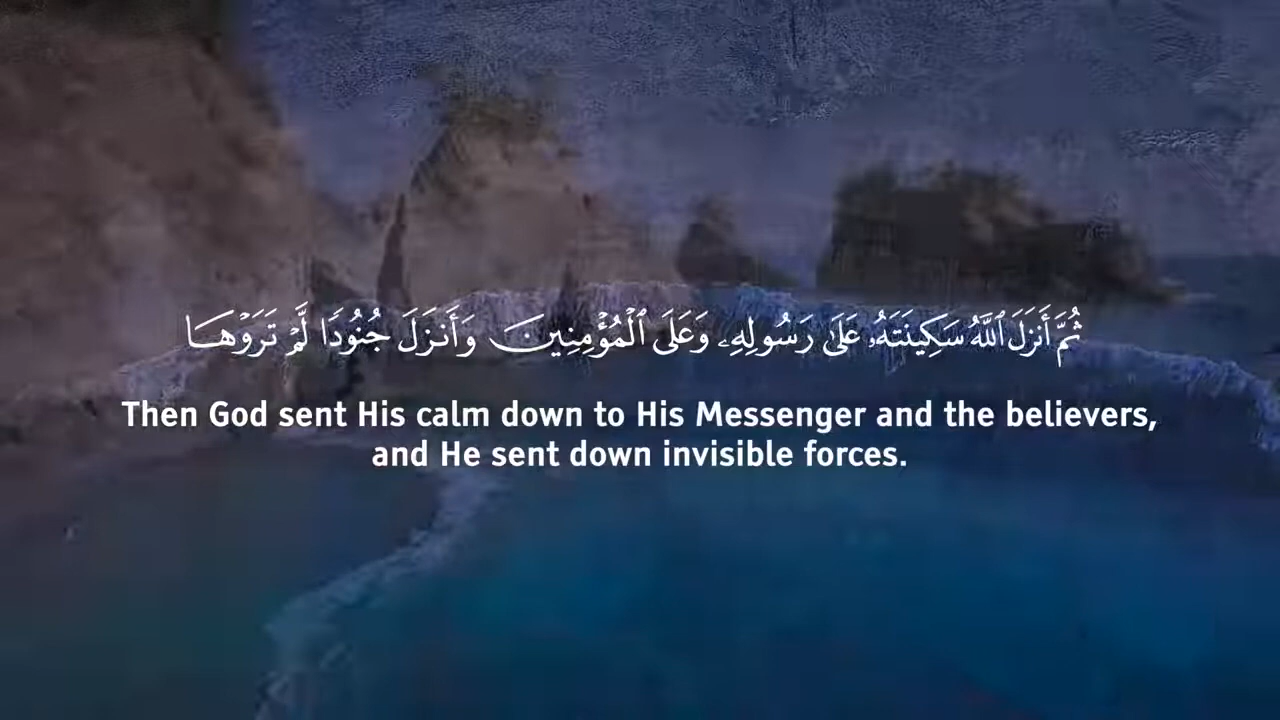 ثُمَّ أَنزَلَ ٱللَّهُ سَكِينَتَهُۥ عَلَىٰ رَسُولِهِۦ وَعَلَى ٱلْمُؤْمِنِينَ وَأَنزَلَ جُنُودًا لَّمْ تَرَوْهَا
Then God sent His calm down to His Messenger and the believers,
and He sent down invisible forces.